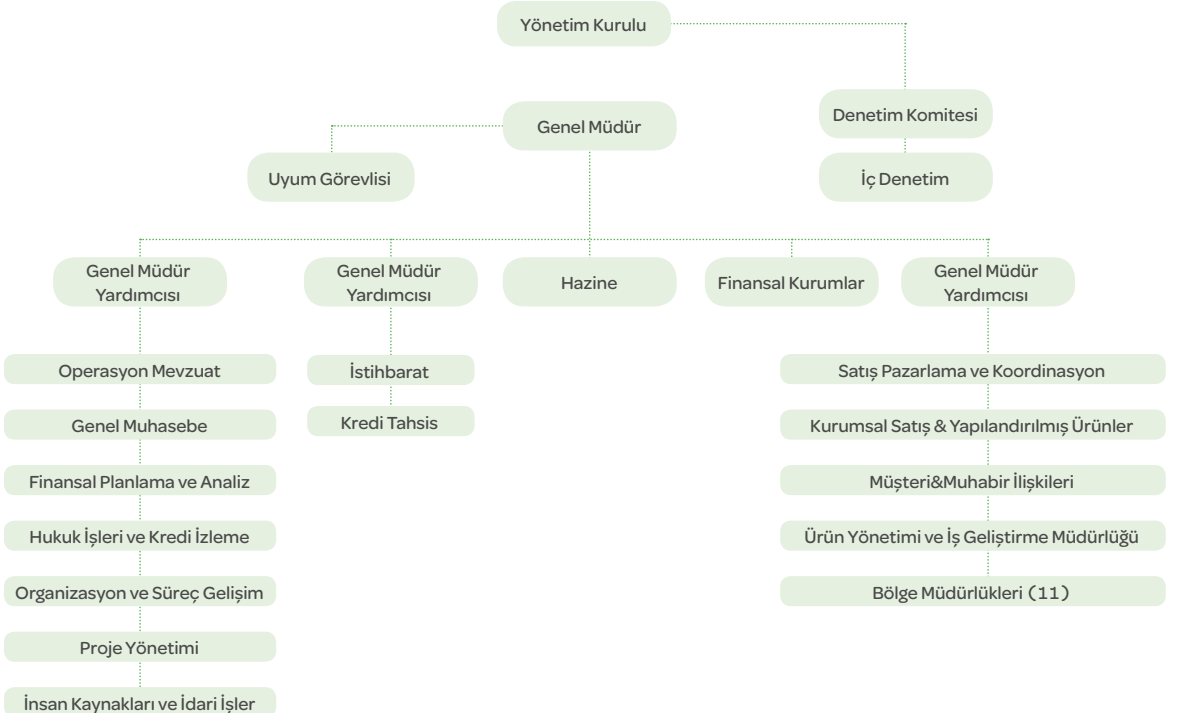 Yönetim Kurulu
Denetim Komitesi
Genel Müdür
Uyum Görevlisi
İç Denetim
Genel Müdür
Yardımcısı
Genel Müdür
Yardımcısı
Hazine
Finansal Kurumlar
Genel Müdür
Yardımcısı
Operasyon Mevzuat
Genel Muhasebe
Finansal Planlama ve Analiz
Hukuk İşleri ve Kredi İzleme
Organizasyon ve Süreç Gelişim
Proje Yönetimi
İnsan Kaynakları ve İdari İşler
İstihbarat
Kredi Tahsis
Satış Pazarlama ve Koordinasyon
Kurumsal Satış & Yapılandırılmış Ürünler
Müşteri&Muhabir İlişkileri
Ürün Yönetimi ve İş Geliştirme Müdürlüğü
Bölge Müdürlükleri (11)